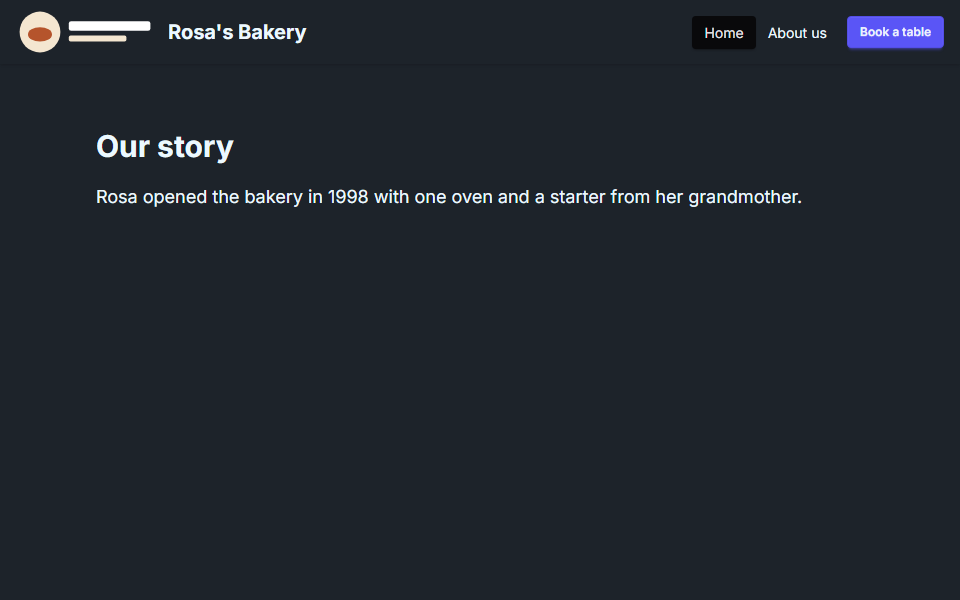 Rosa's Bakery
Home
About us
Book a table
Our story
Rosa opened the bakery in 1998 with one oven and a starter from her grandmother.